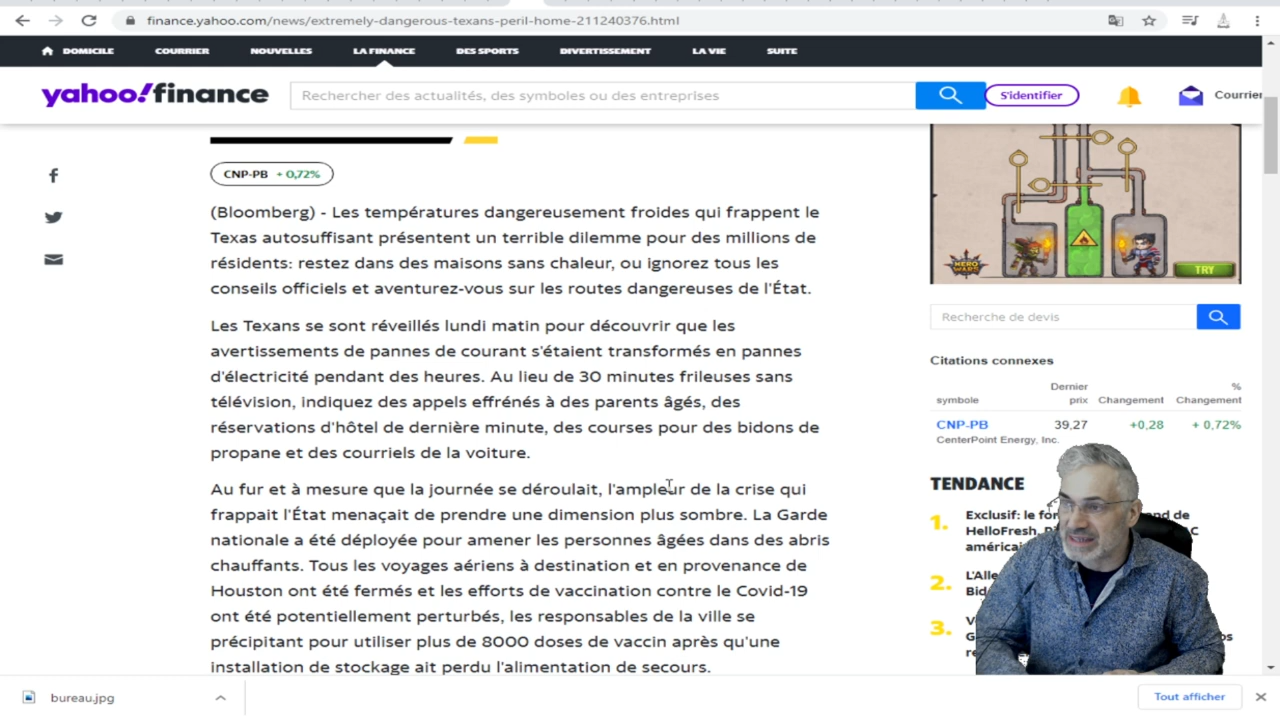 finance.yahoo.com/news/extremely-dangerous-texans-peril-home-211240376.html
DOMICILE COURRIER NOUVELLES LA FINANCE DES SPORTS DIVERTISSEMENT LA VIE SUITE
yahoo!finance
Rechercher des actualités, des symboles ou des entreprises
S'identifier
Courrier
CNP-PB + 0,72%
(Bloomberg) - Les températures dangereusement froides qui frappent le
Texas autosuffisant présentent un terrible dilemme pour des millions de
résidents: restez dans des maisons sans chaleur, ou ignorez tous les
conseils officiels et aventurez-vous sur les routes dangereuses de l'État.
Les Texans se sont réveillés lundi matin pour découvrir que les
avertissements de pannes de courant s'étaient transformés en pannes
d'électricité pendant des heures. Au lieu de 30 minutes frileuses sans
télévision, indiquez des appels effrénés à des parents âgés, des
réservations d'hôtel de dernière minute, des courses pour des bidons de
propane et des courriels de la voiture.
Au fur et à mesure que la journée se déroulait, l'ampleur de la crise qui
frappait l'État menaçait de prendre une dimension plus sombre. La Garde
nationale a été déployée pour amener les personnes âgées dans des abris
chauffants. Tous les voyages aériens à destination et en provenance de
Houston ont été fermés et les efforts de vaccination contre le Covid-19
ont été potentiellement perturbés, les responsables de la ville se
précipitant pour utiliser plus de 8000 doses de vaccin après qu'une
installation de stockage ait perdu l'alimentation de secours.
HERO WARS
TRY
Recherche de devis
Citations connexes
symbole Dernier prix Changement % Changement
CNP-PB 39,27 +0,28 + 0,72%
CenterPoint Energy, Inc.
TENDANCE
1. Exclusif: le fo nd de
HelloFresh, C
américai
2. L'Alle
Bid
3.
bureau.jpg
Tout afficher